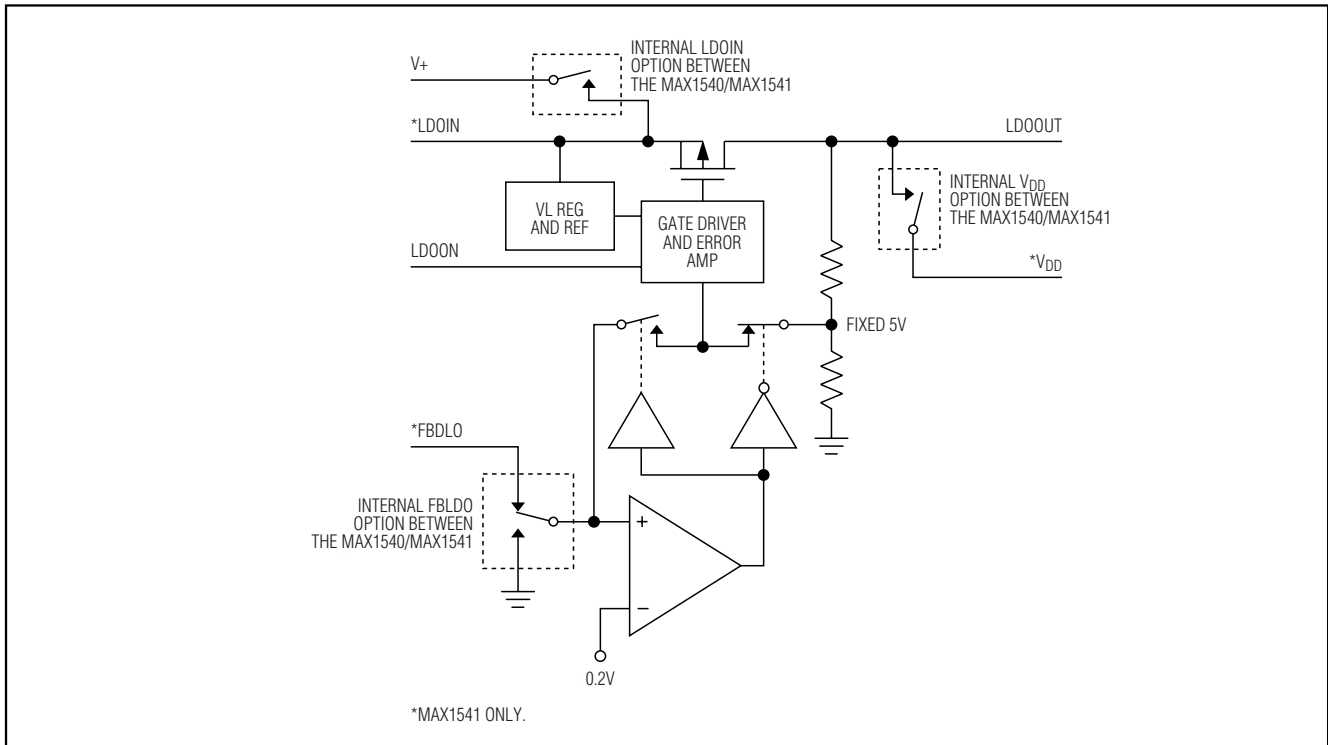 V+
INTERNAL LDOIN
OPTION BETWEEN
THE MAX1540/MAX1541
*LDOIN
LDOOUT
VL REG
AND REF
GATE DRIVER
AND ERROR
AMP
INTERNAL VDD
OPTION BETWEEN
THE MAX1540/MAX1541
LDOON
*VDD
FIXED 5V
*FBDLO
INTERNAL FBLDO
OPTION BETWEEN
THE MAX1540/MAX1541
+
−
0.2V
*MAX1541 ONLY.